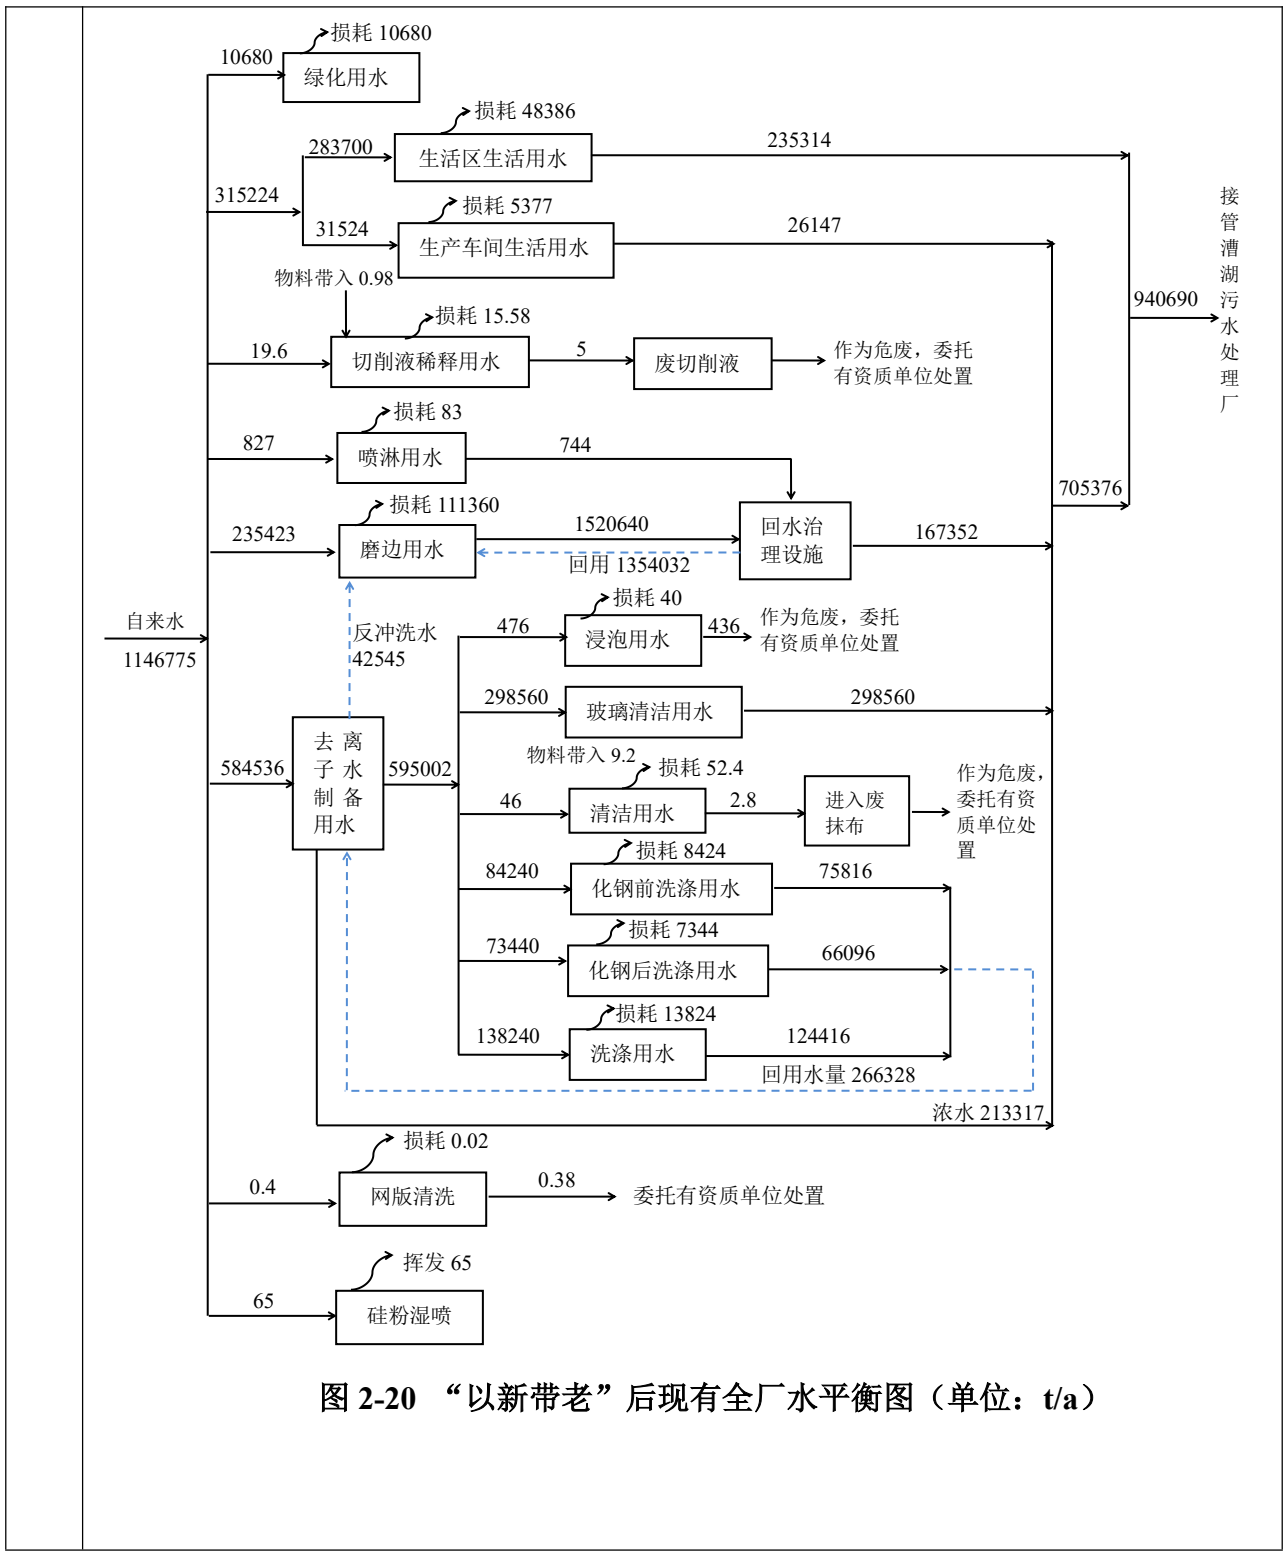 损耗 10680
10680
绿化用水
损耗 48386
283700
生活区生活用水
235314
315224
损耗 5377
31524
生产车间生活用水
26147
接管漕湖污水处理厂
940690
物料带入 0.98
损耗 15.58
19.6
切削液稀释用水
5
废切削液
作为危废，委托
有资质单位处置
损耗 83
827
喷淋用水
744
705376
损耗 111360
235423
磨边用水
1520640
回用 1354032
回水治
理设施
167352
自来水
1146775
反冲洗水
42545
损耗 40
476
浸泡用水
436
作为危废，委托
有资质单位处置
298560
玻璃清洁用水
298560
584536
去 离
子 水
制 备
用水
595002
物料带入 9.2
损耗 52.4
46
清洁用水
2.8
进入废
抹布
作为危废，
委托有资
质单位处
置
损耗 8424
84240
化钢前洗涤用水
75816
损耗 7344
73440
化钢后洗涤用水
66096
损耗 13824
138240
洗涤用水
124416
回用水量 266328
浓水 213317
损耗 0.02
0.4
网版清洗
0.38
委托有资质单位处置
挥发 65
65
硅粉湿喷
图 2-20 “以新带老”后现有全厂水平衡图（单位：t/a）